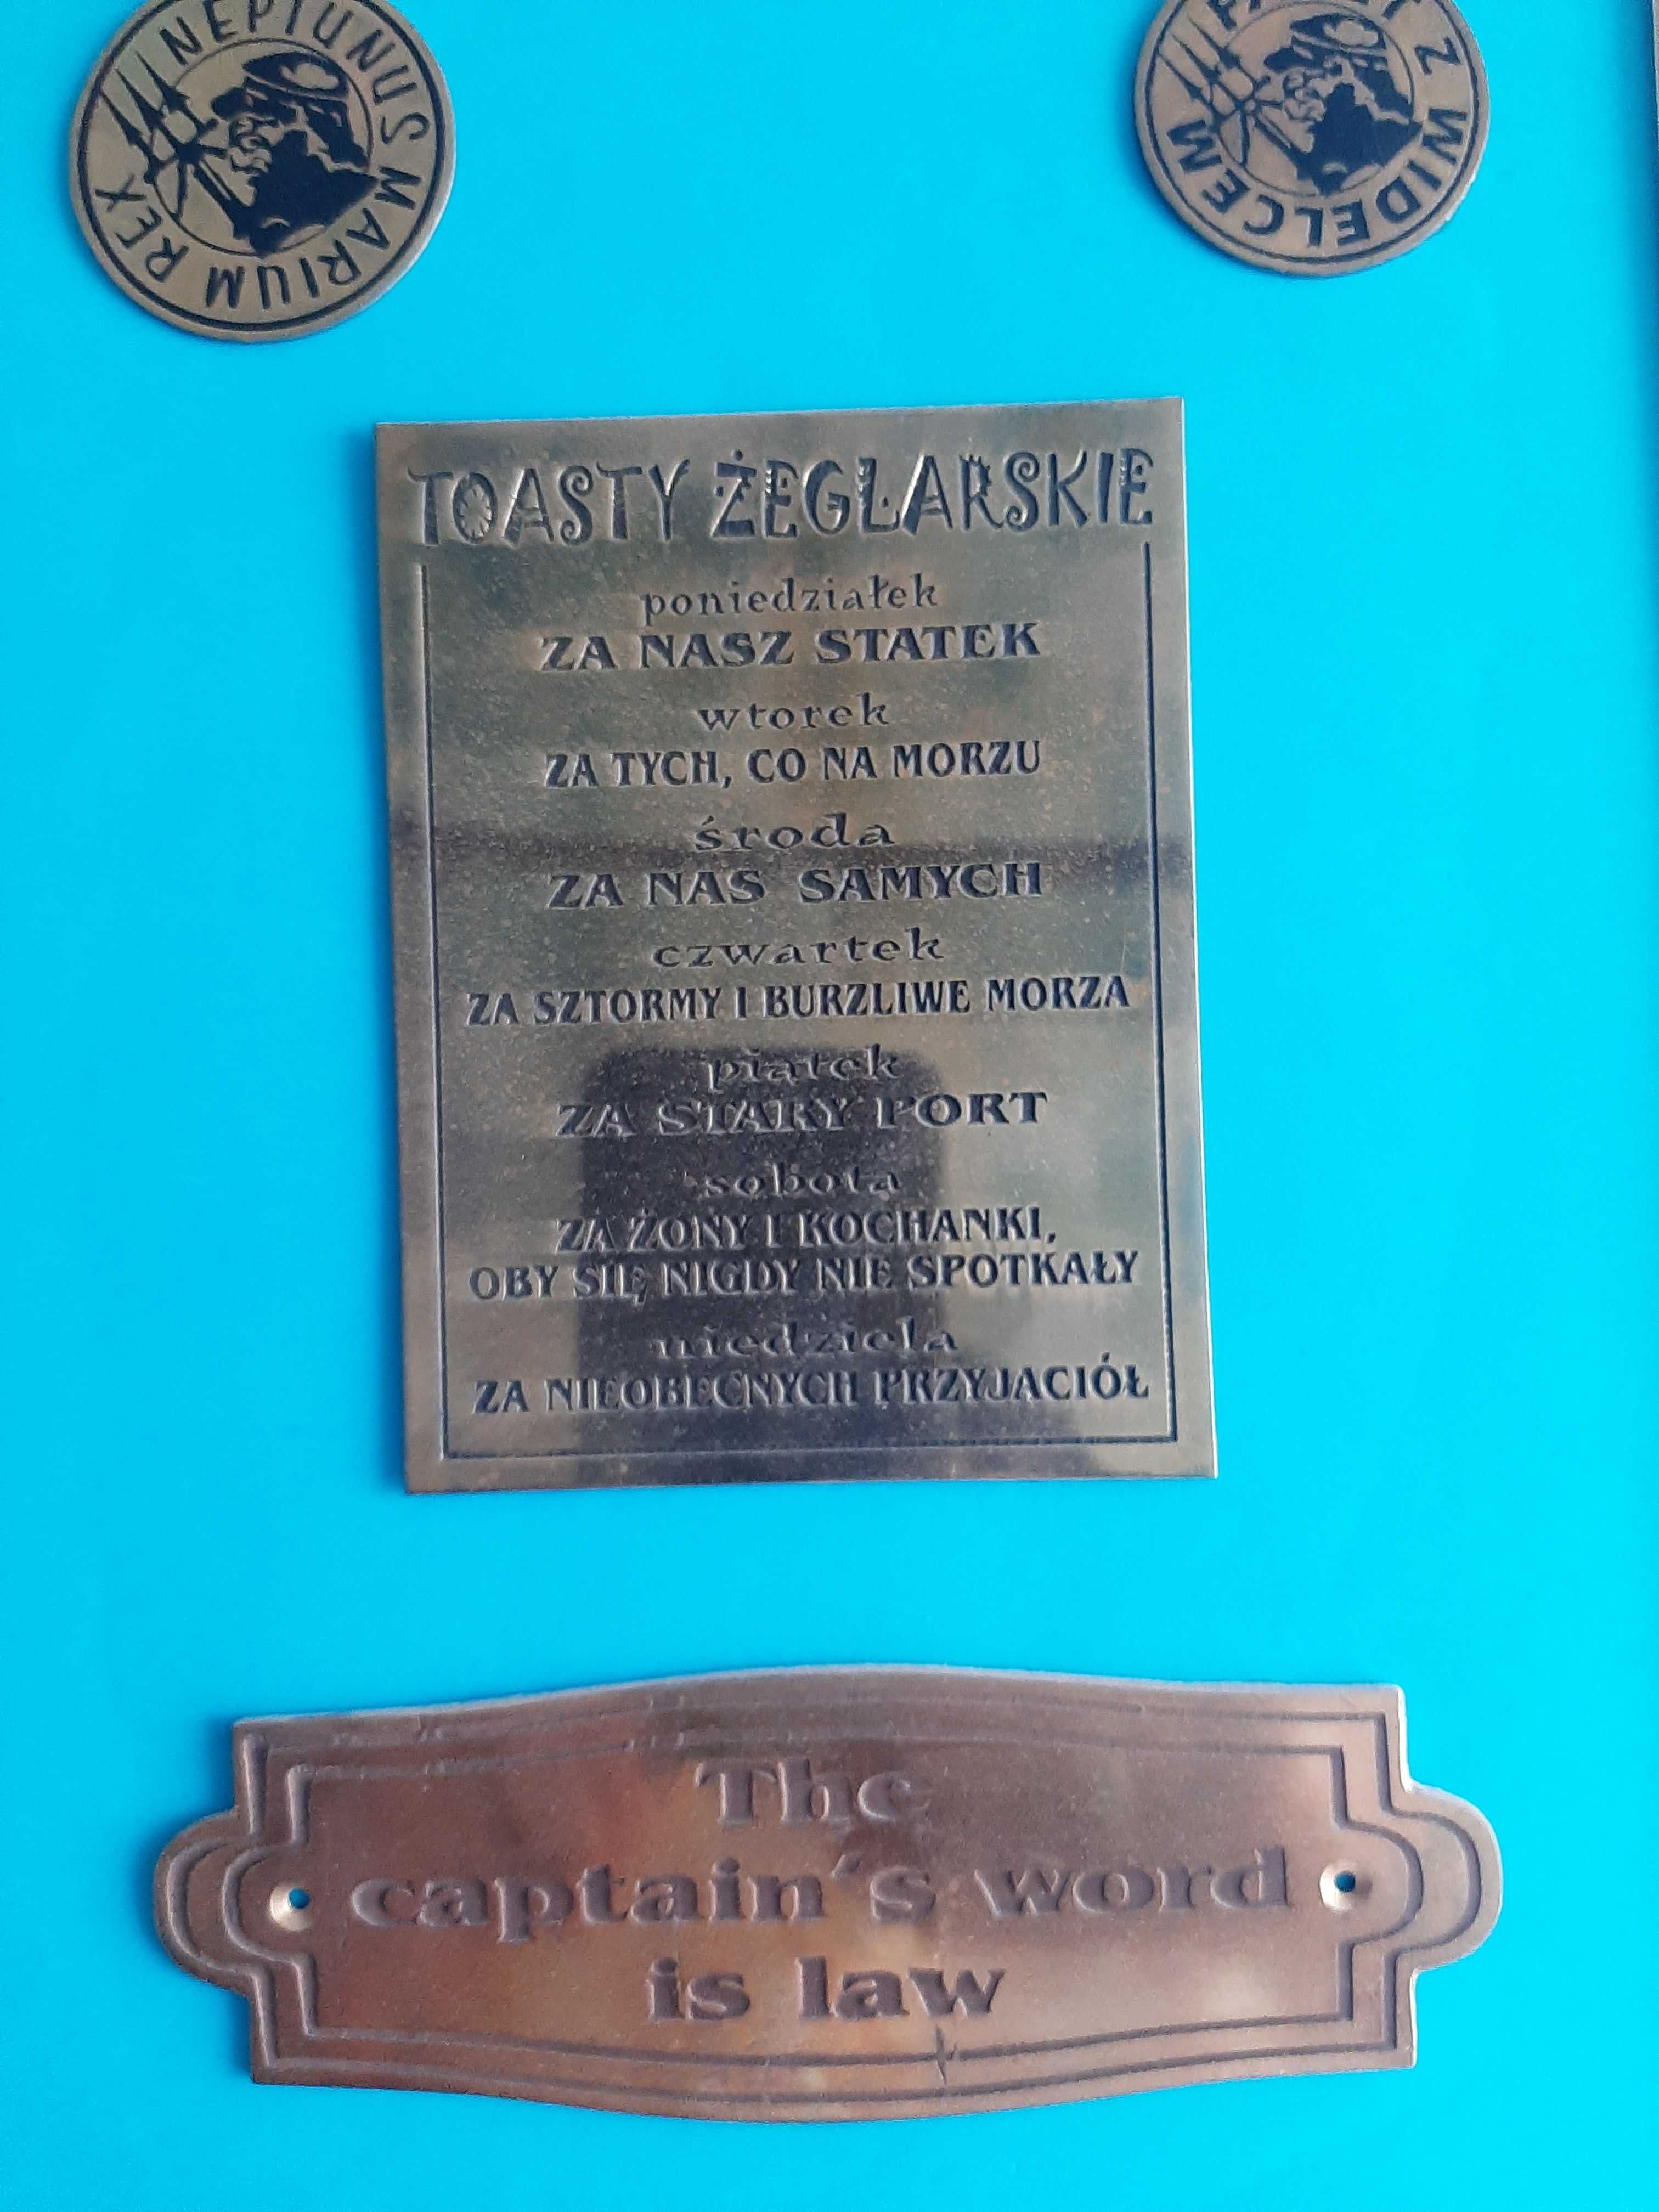 NEPTUNUS MARIUM REX
Z WIDELCEM
TOASTY ŻEGLARSKIE
poniedziałek
ZA NASZ STATEK
wtorek
ZA TYCH, CO NA MORZU
środa
ZA NAS SAMYCH
czwartek
ZA SZTORMY I BURZLIWE MORZA
piątek
ZA STARY PORT
sobota
ZA ŻONY I KOCHANKI,
OBY SIĘ NIGDY NIE SPOTKAŁY
niedziela
ZA NIEOBECNYCH PRZYJACIÓŁ
The
captain's word
is law